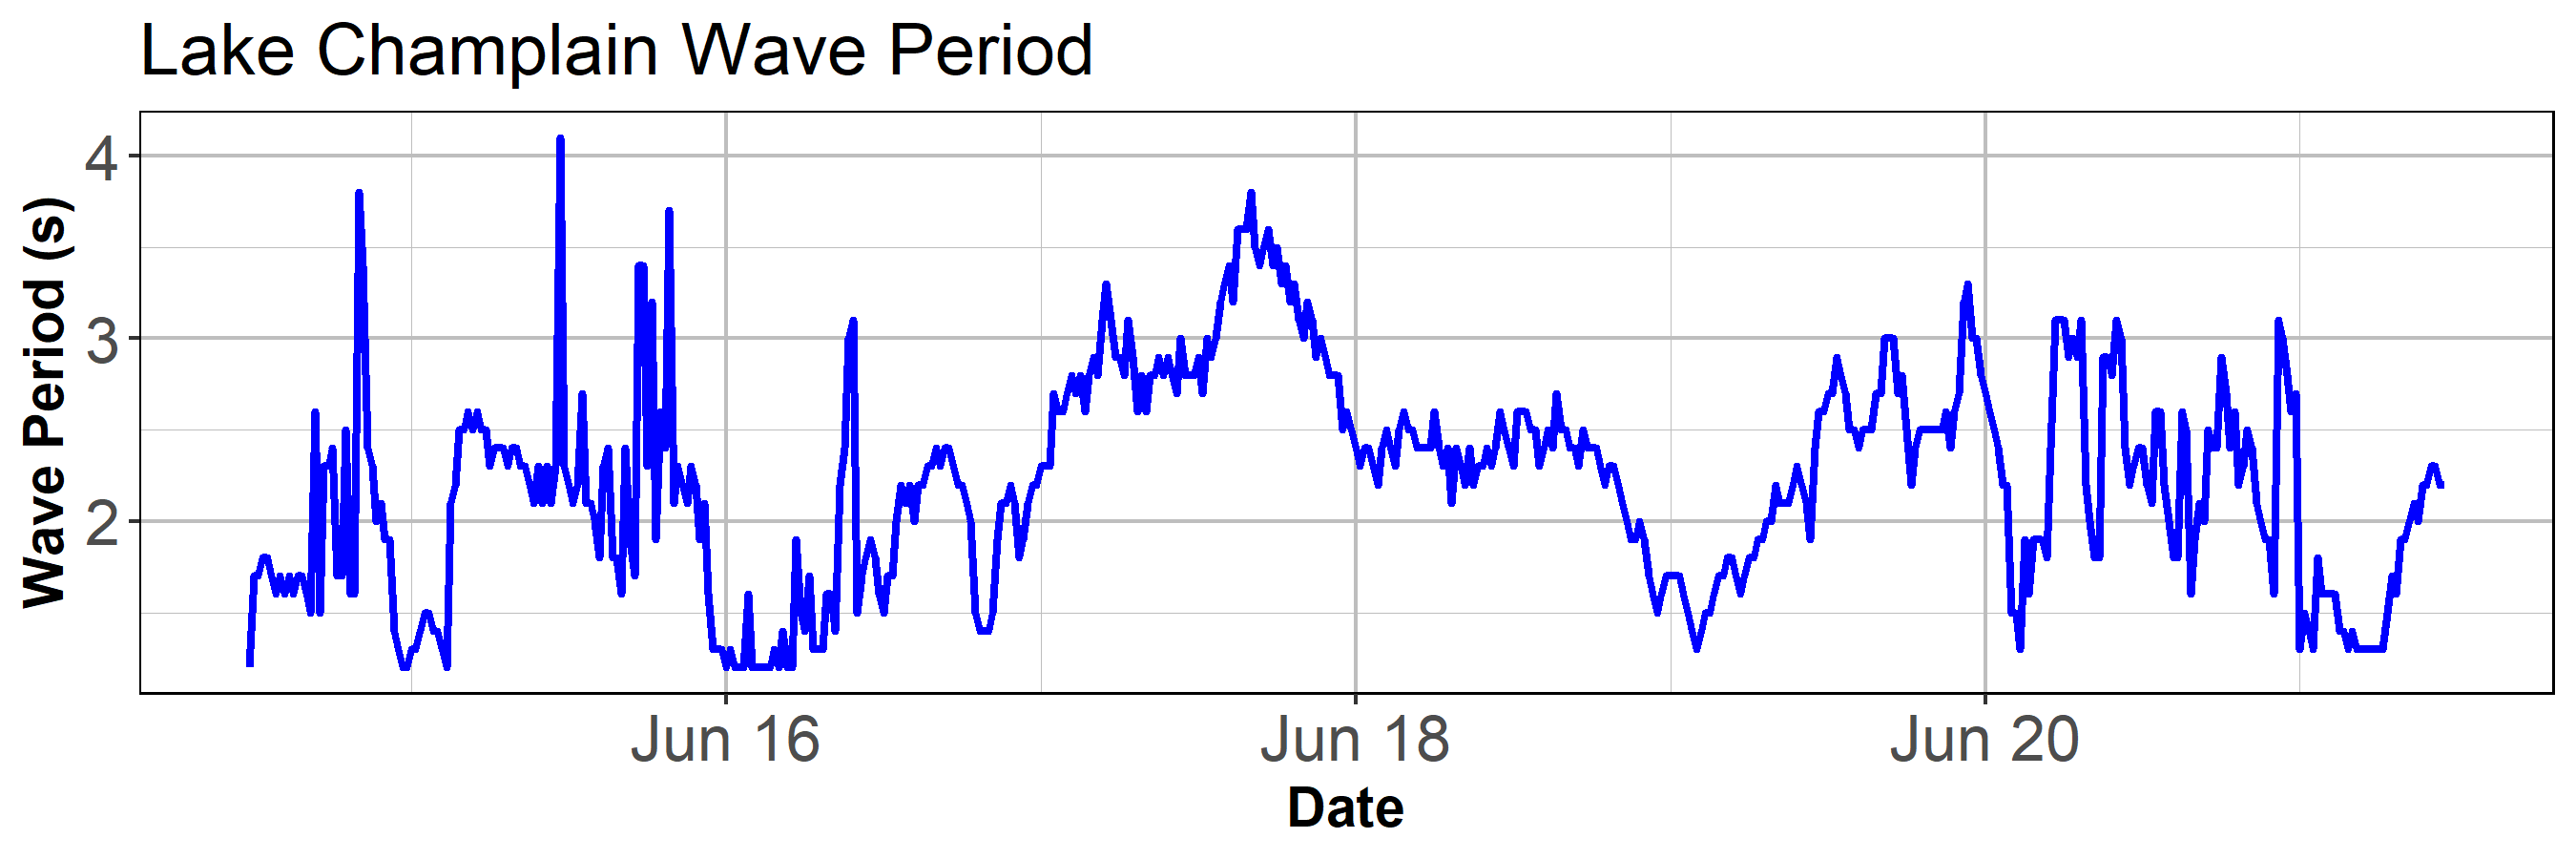 Lake Champlain Wave Period
Wave Period (s)
4
3
2
Jun 16
Jun 18
Jun 20
Date